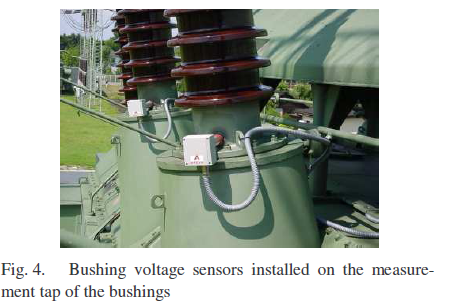 Fig. 4. Bushing voltage sensors installed on the measure-
ment tap of the bushings